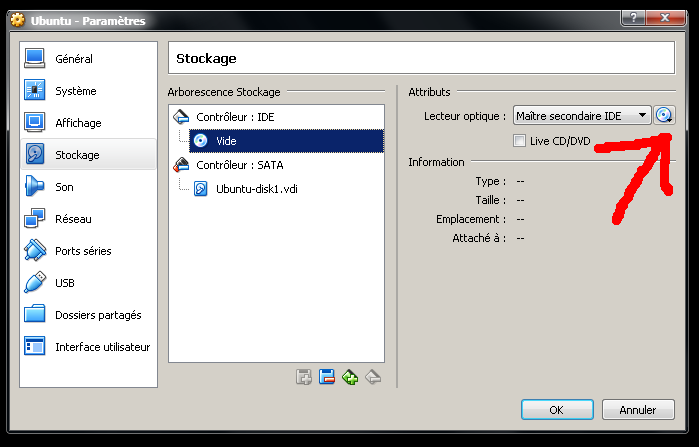 Ubuntu - Paramètres
Général
Système
Affichage
Stockage
Son
Réseau
Ports séries
USB
Dossiers partagés
Interface utilisateur
Stockage
Arborescence Stockage
Contrôleur : IDE
Vide
Contrôleur : SATA
Ubuntu-disk1.vdi
Attributs
Lecteur optique : Maître secondaire IDE
Live CD/DVD
Information
Type : --
Taille : --
Emplacement : --
Attaché à : --
OK Annuler